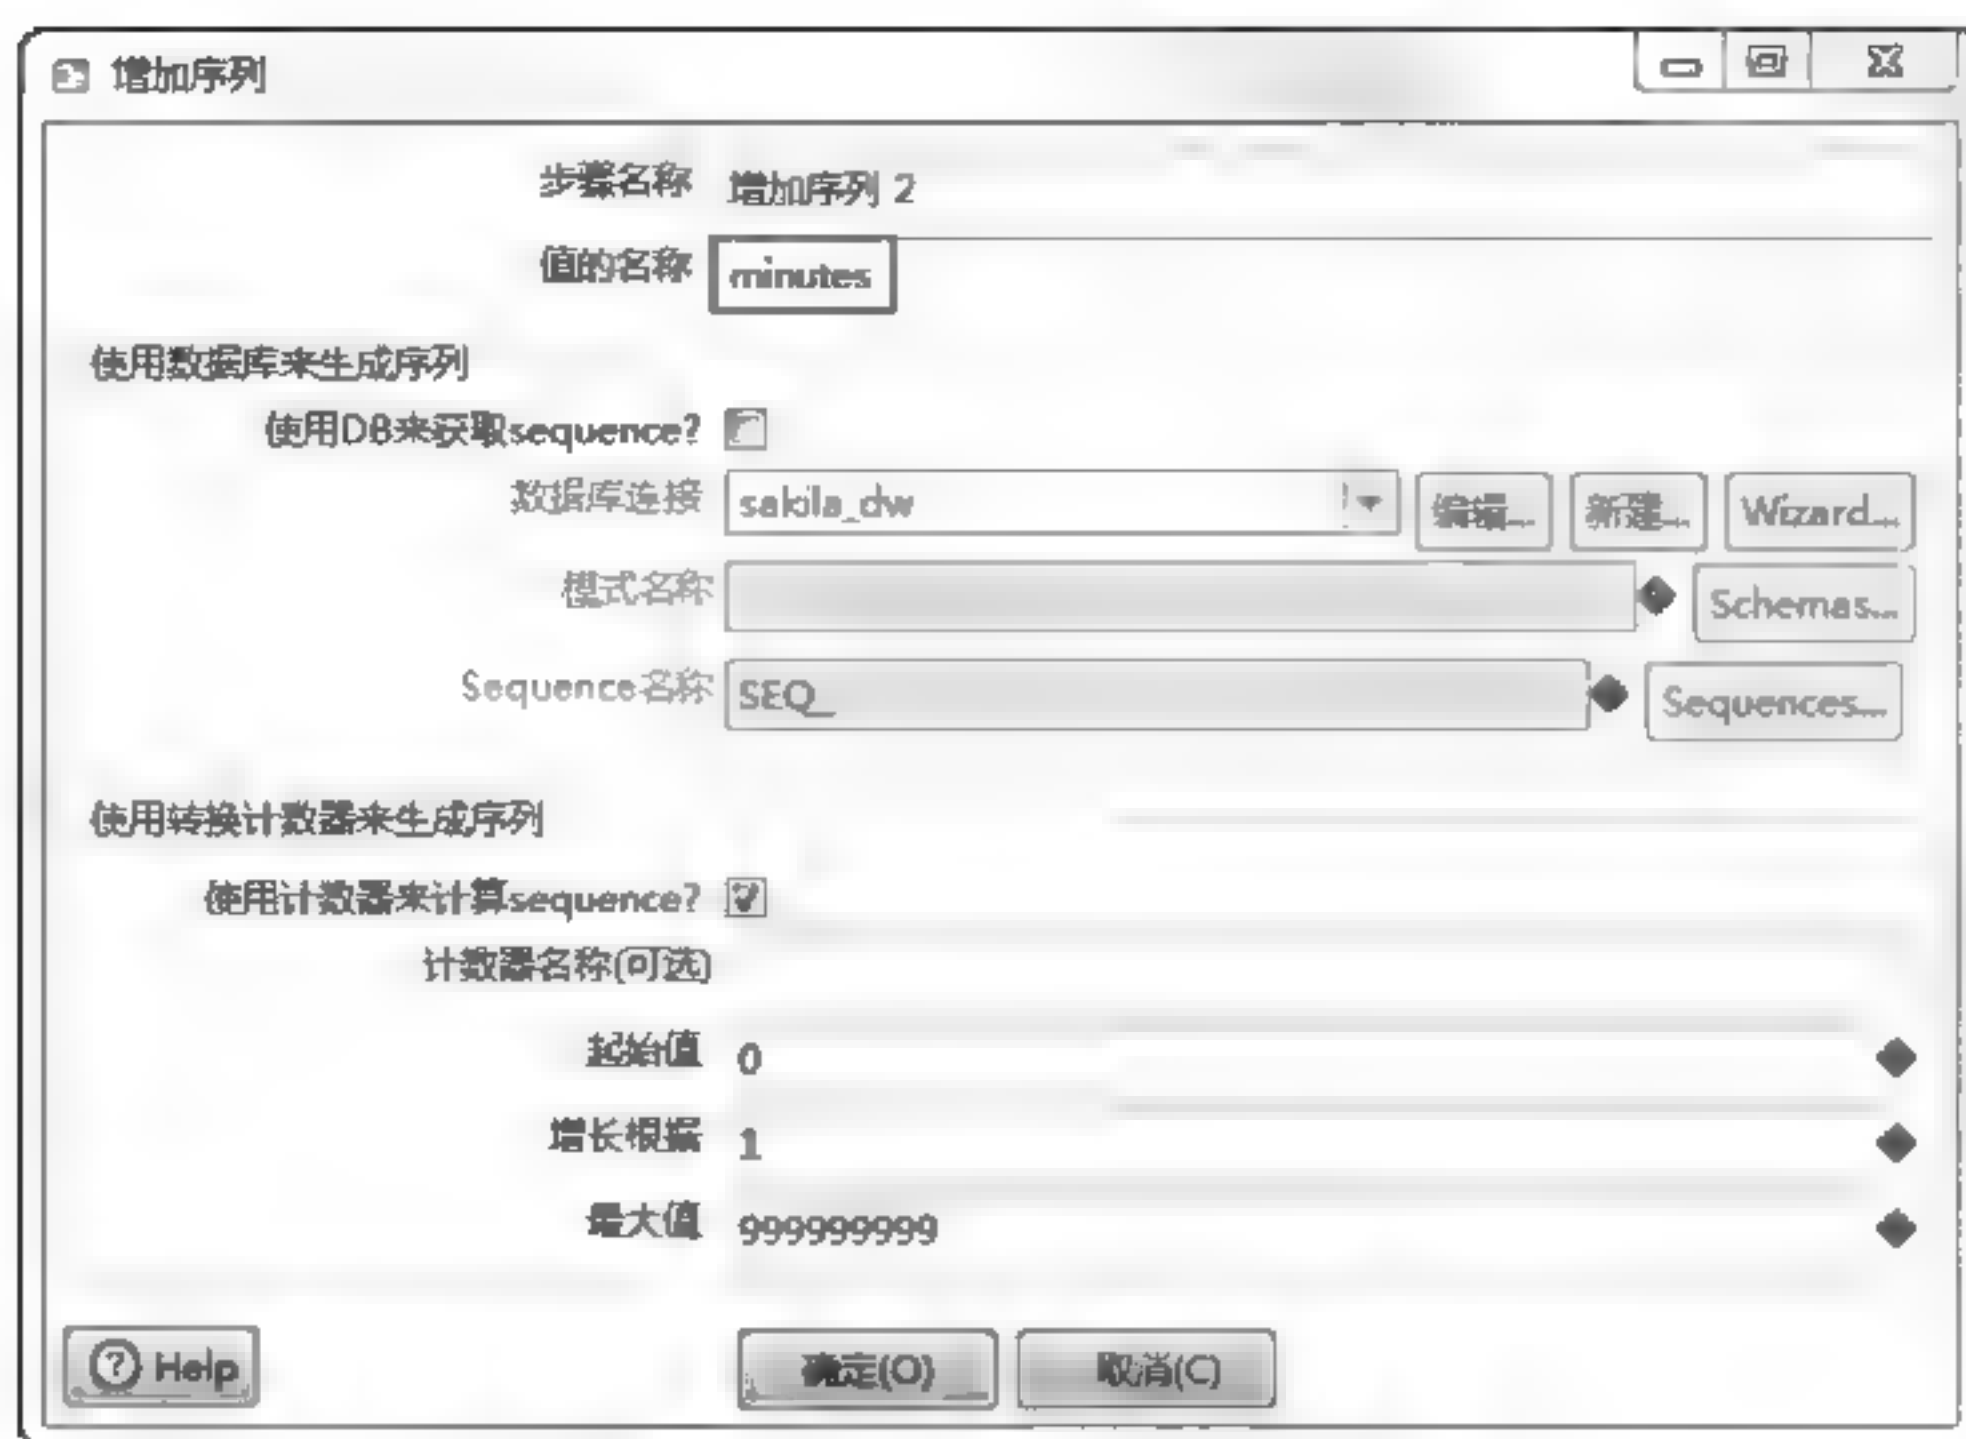 增加序列
步骤名称 增加序列 2
值的名称 minutes
使用数据库来生成序列
使用DB来获取sequence?
数据库连接 sakila_dw 编辑... 新建... Wizard...
模式名称 Schemas...
Sequence名称 SEQ_ Sequences...
使用转换计数器来生成序列
使用计数器来计算sequence?
计数器名称(可选)
起始值 0
增长根据 1
最大值 999999999
Help 确定(O) 取消(C)